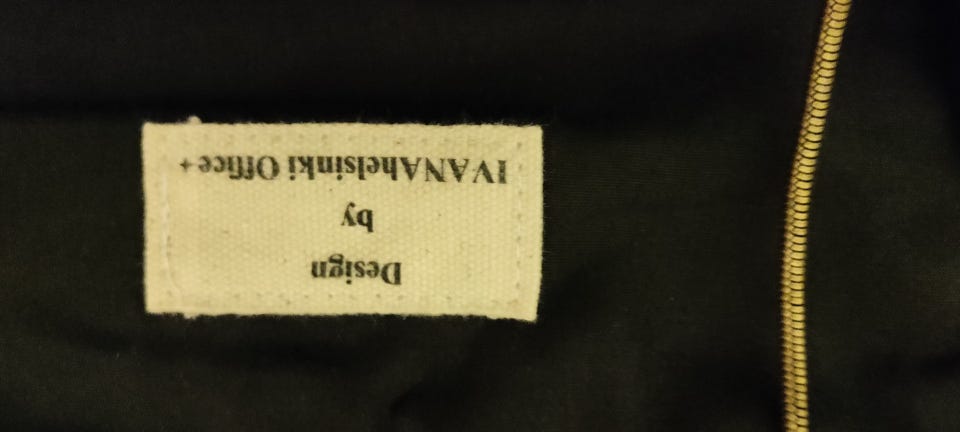 Design
by
IVANAhelsinki Office+